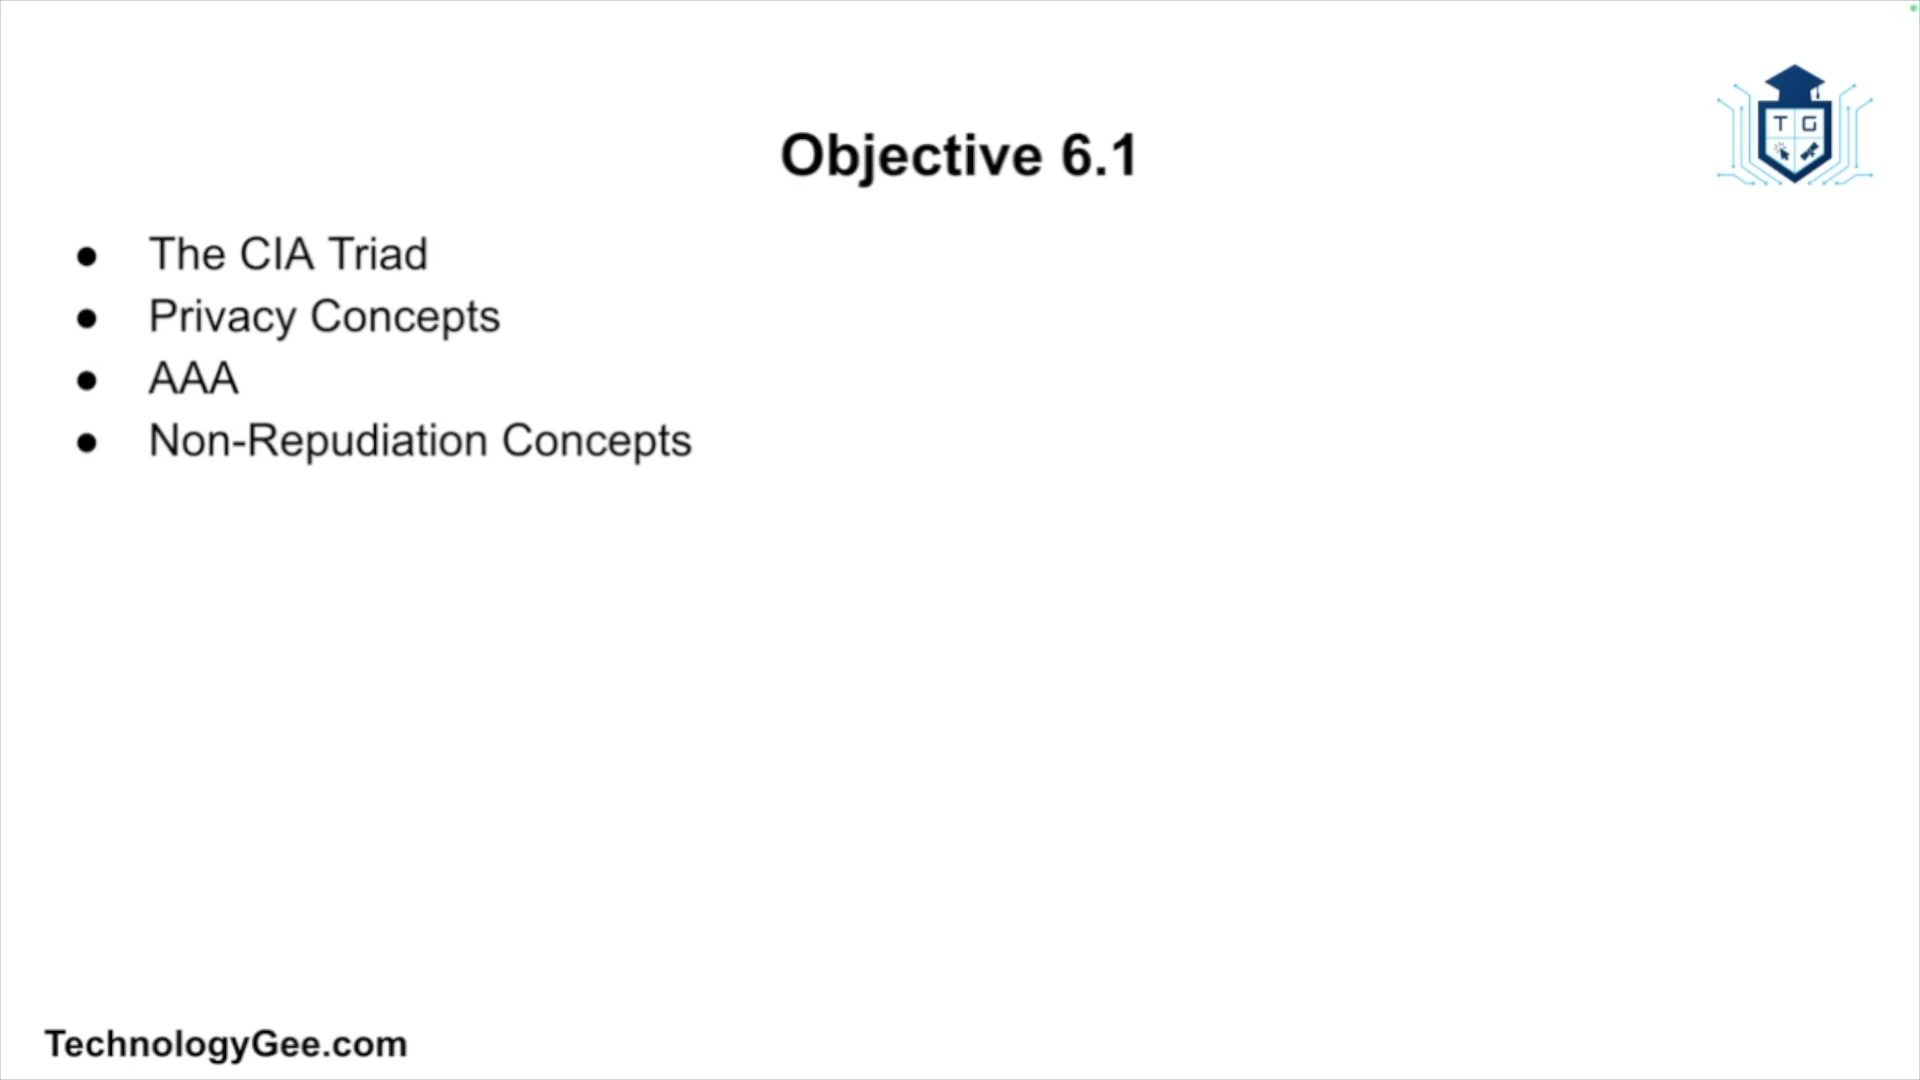 T G
Objective 6.1
● The CIA Triad
● Privacy Concepts
● AAA
● Non-Repudiation Concepts
TechnologyGee.com